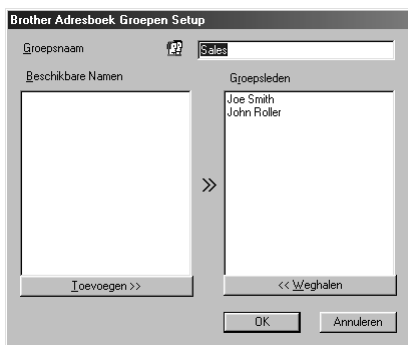 Brother Adresboek Groepen Setup
Groepsnaam
Sales
Beschikbare Namen
Groepsleden
Joe Smith
John Roller
Toevoegen >>
<< Weghalen
OK
Annuleren